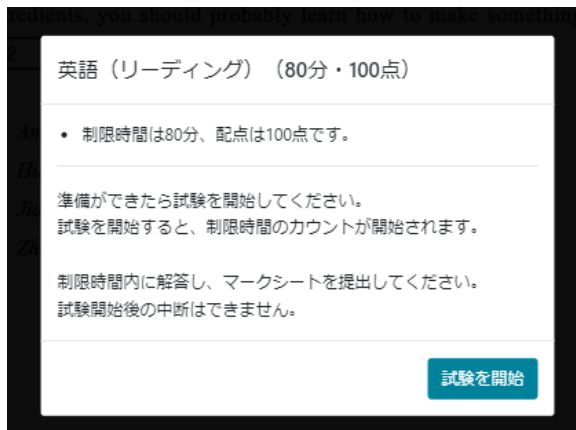 redients, you should probably learn how to make somethin
2
英語（リーディング）（80分・100点）
An
• 制限時間は80分、配点は100点です。
Hu
Jia
準備ができたら試験を開始してください。
試験を開始すると、制限時間のカウントが開始されます。
Zh
制限時間内に解答し、マークシートを提出してください。
試験開始後の中断はできません。
試験を開始